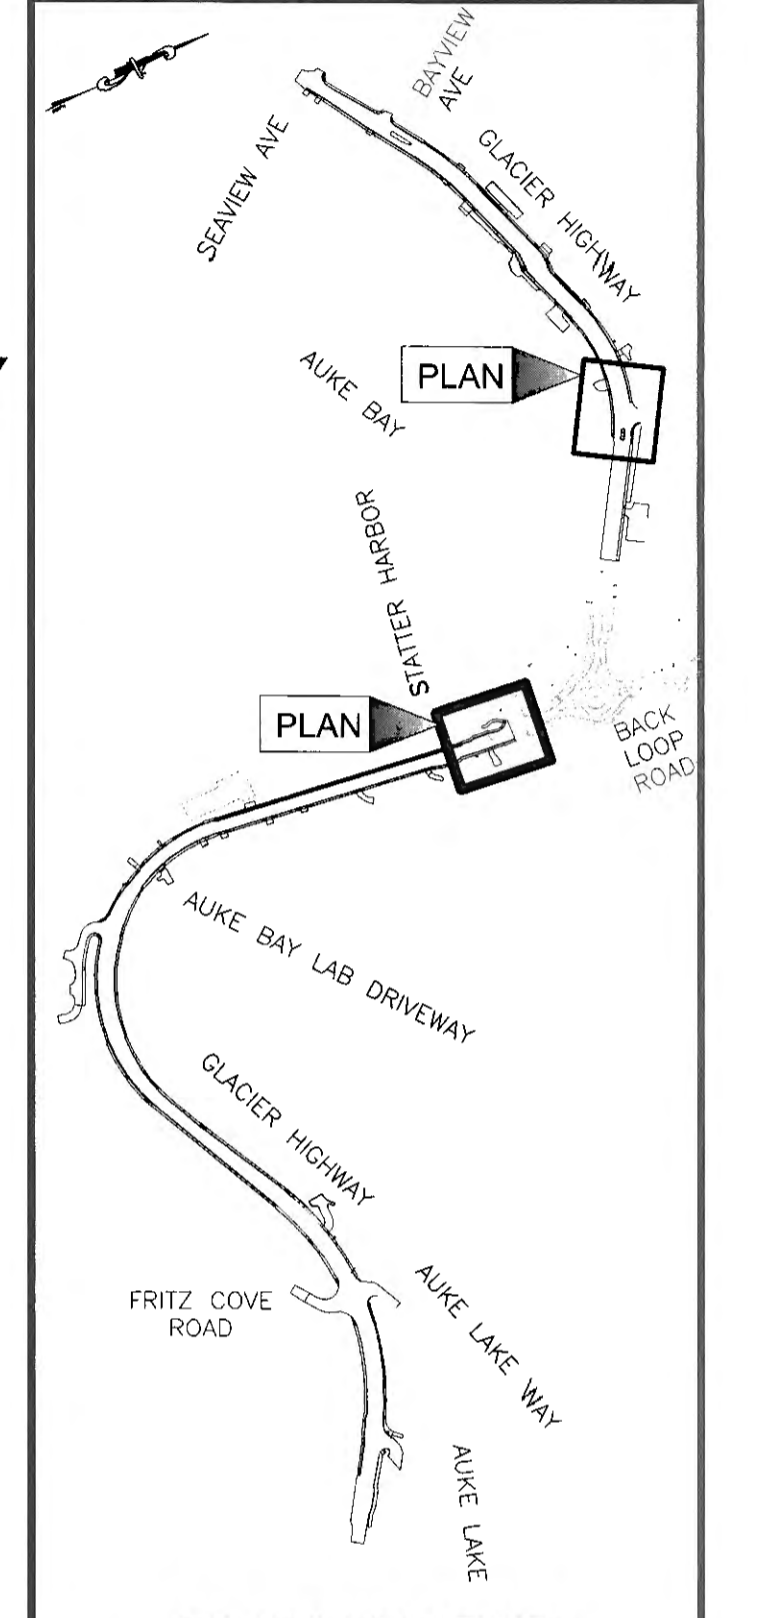 BAYVIEW
AVE
SEAVIEW AVE
GLACIER HIGHWAY
AUKE BAY
PLAN
STATTER HARBOR
PLAN
BACK
LOOP
ROAD
AUKE BAY LAB DRIVEWAY
GLACIER HIGHWAY
FRITZ COVE
ROAD
AUKE LAKE WAY
AUKE LAKE